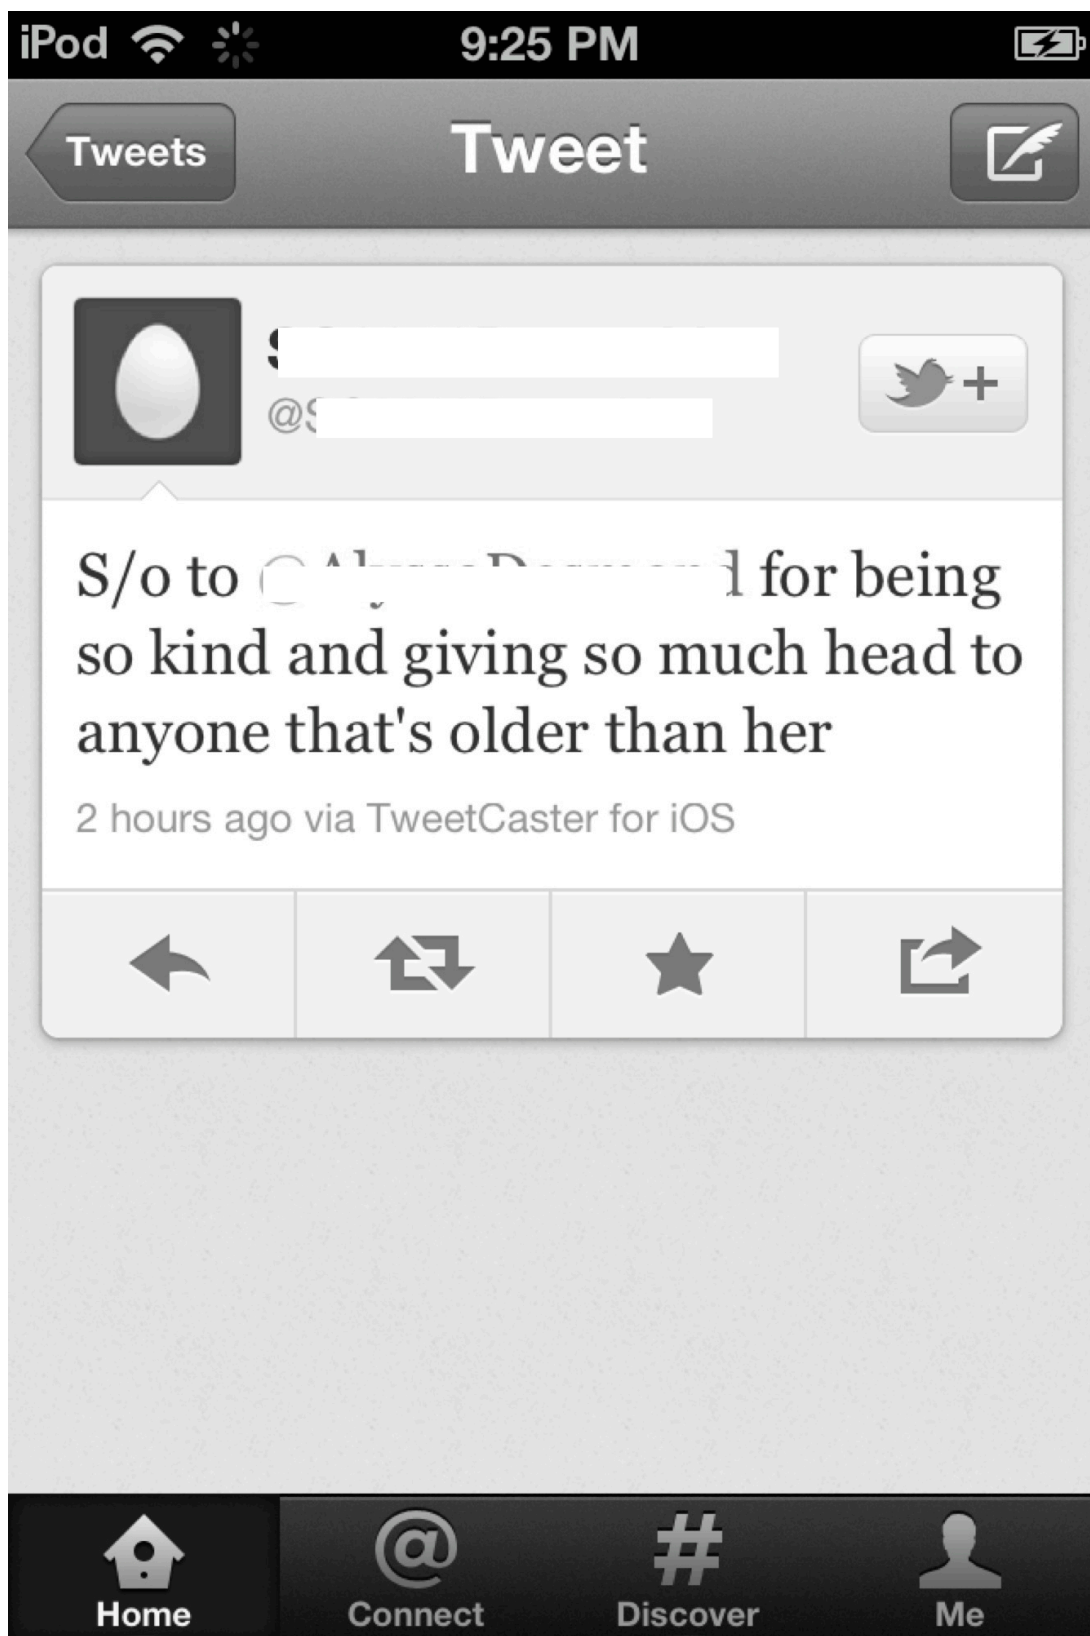 iPod 9:25 PM
Tweets Tweet
S/o to for being
so kind and giving so much head to
anyone that's older than her
2 hours ago via TweetCaster for iOS
Home Connect Discover Me